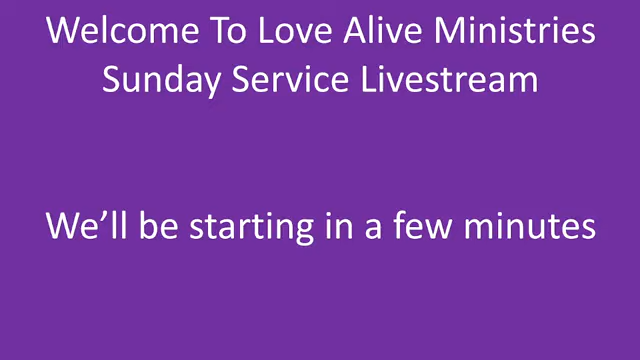 Welcome To Love Alive Ministries
Sunday Service Livestream
We’ll be starting in a few minutes